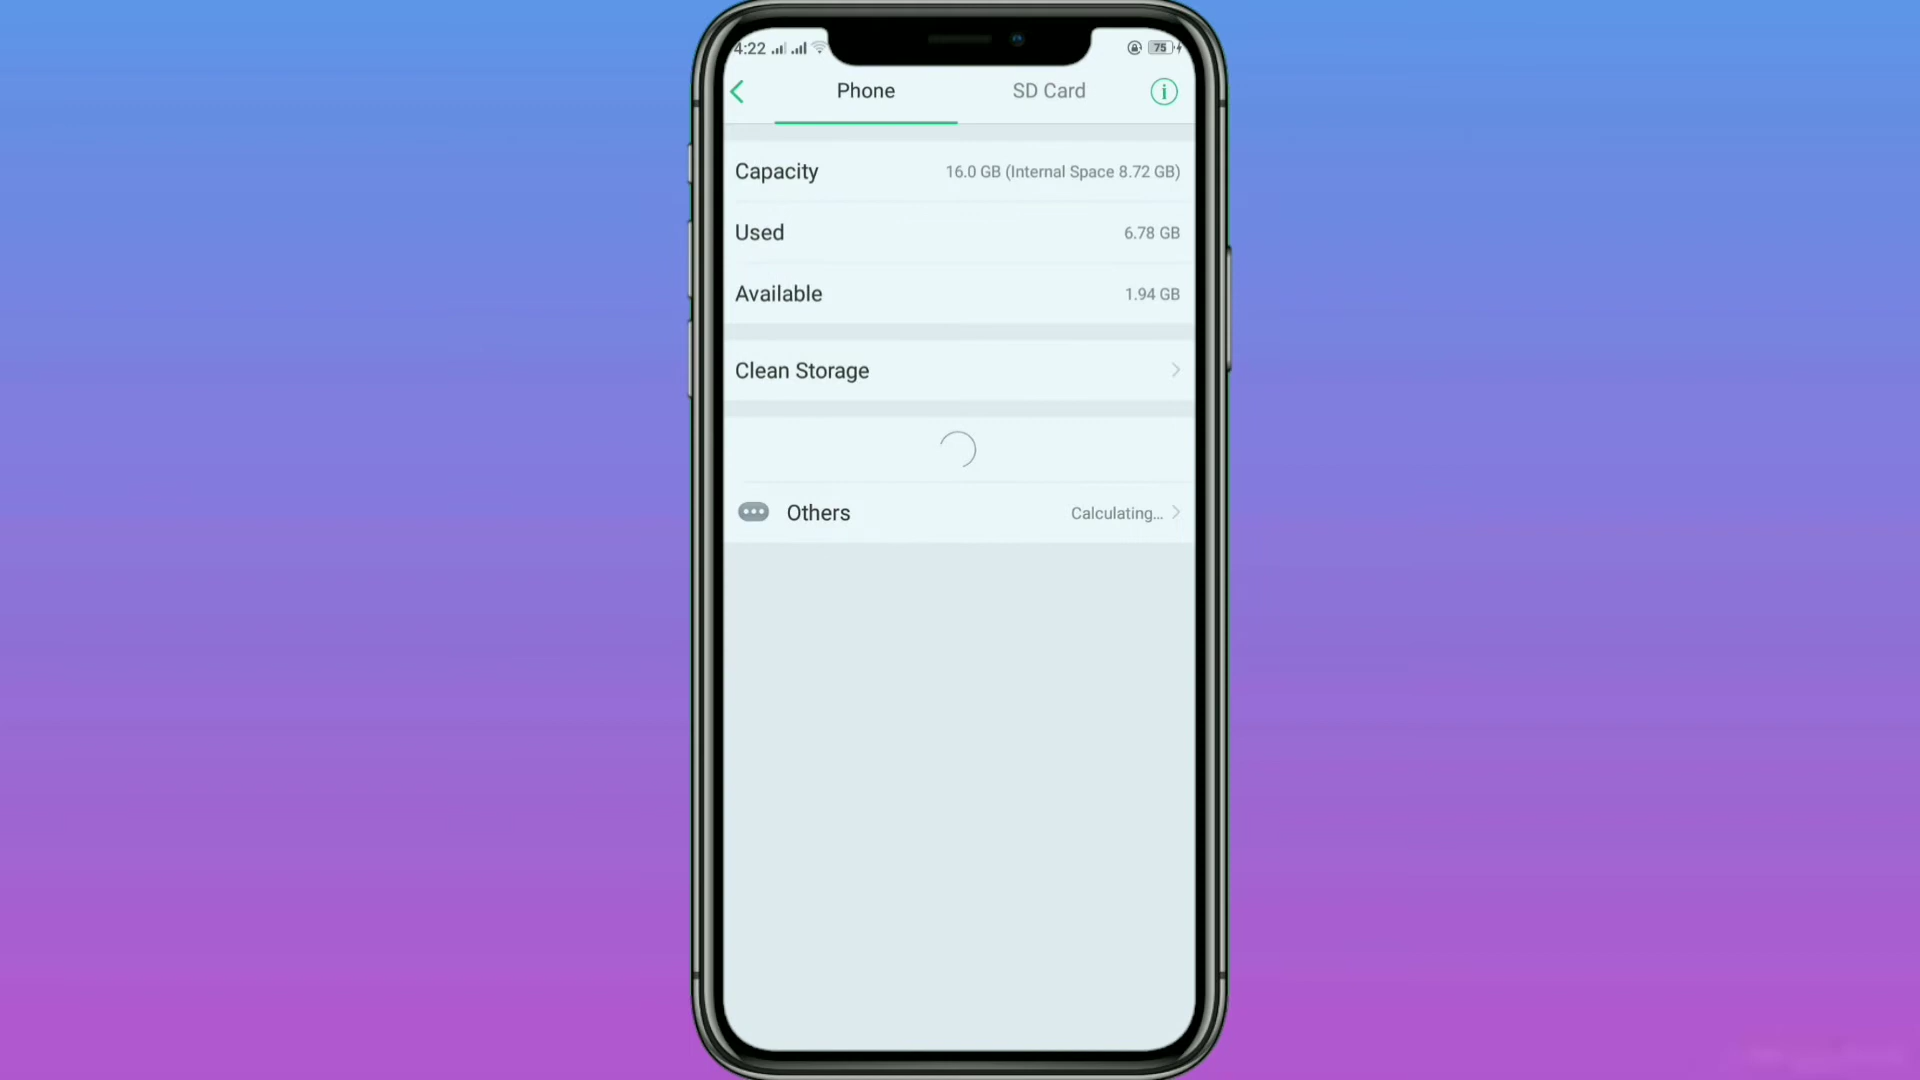 4:22 75
Phone SD Card
Capacity 16.0 GB (Internal Space 8.72 GB)
Used 6.78 GB
Available 1.94 GB
Clean Storage
Others Calculating...